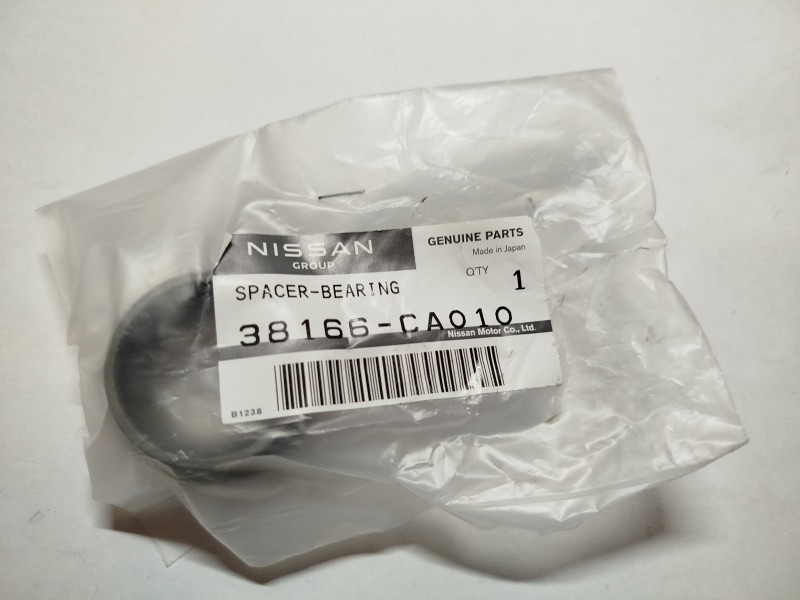 NISSAN
GROUP
GENUINE PARTS
Made in Japan
QTY 1
SPACER-BEARING
38166-CA010
Nissan Motor Co., Ltd.
B1238